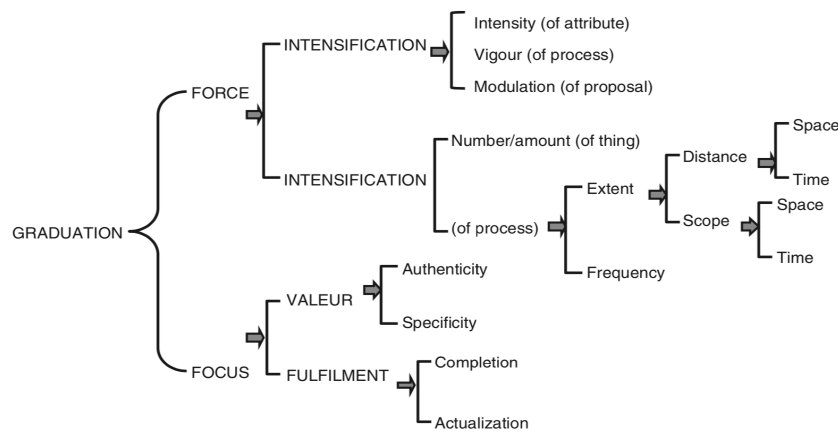 GRADUATION
FORCE
INTENSIFICATION
Intensity (of attribute)
Vigour (of process)
Modulation (of proposal)
INTENSIFICATION
Number/amount (of thing)
(of process)
Extent
Distance
Space
Time
Scope
Space
Time
Frequency
FOCUS
VALEUR
Authenticity
Specificity
FULFILMENT
Completion
Actualization